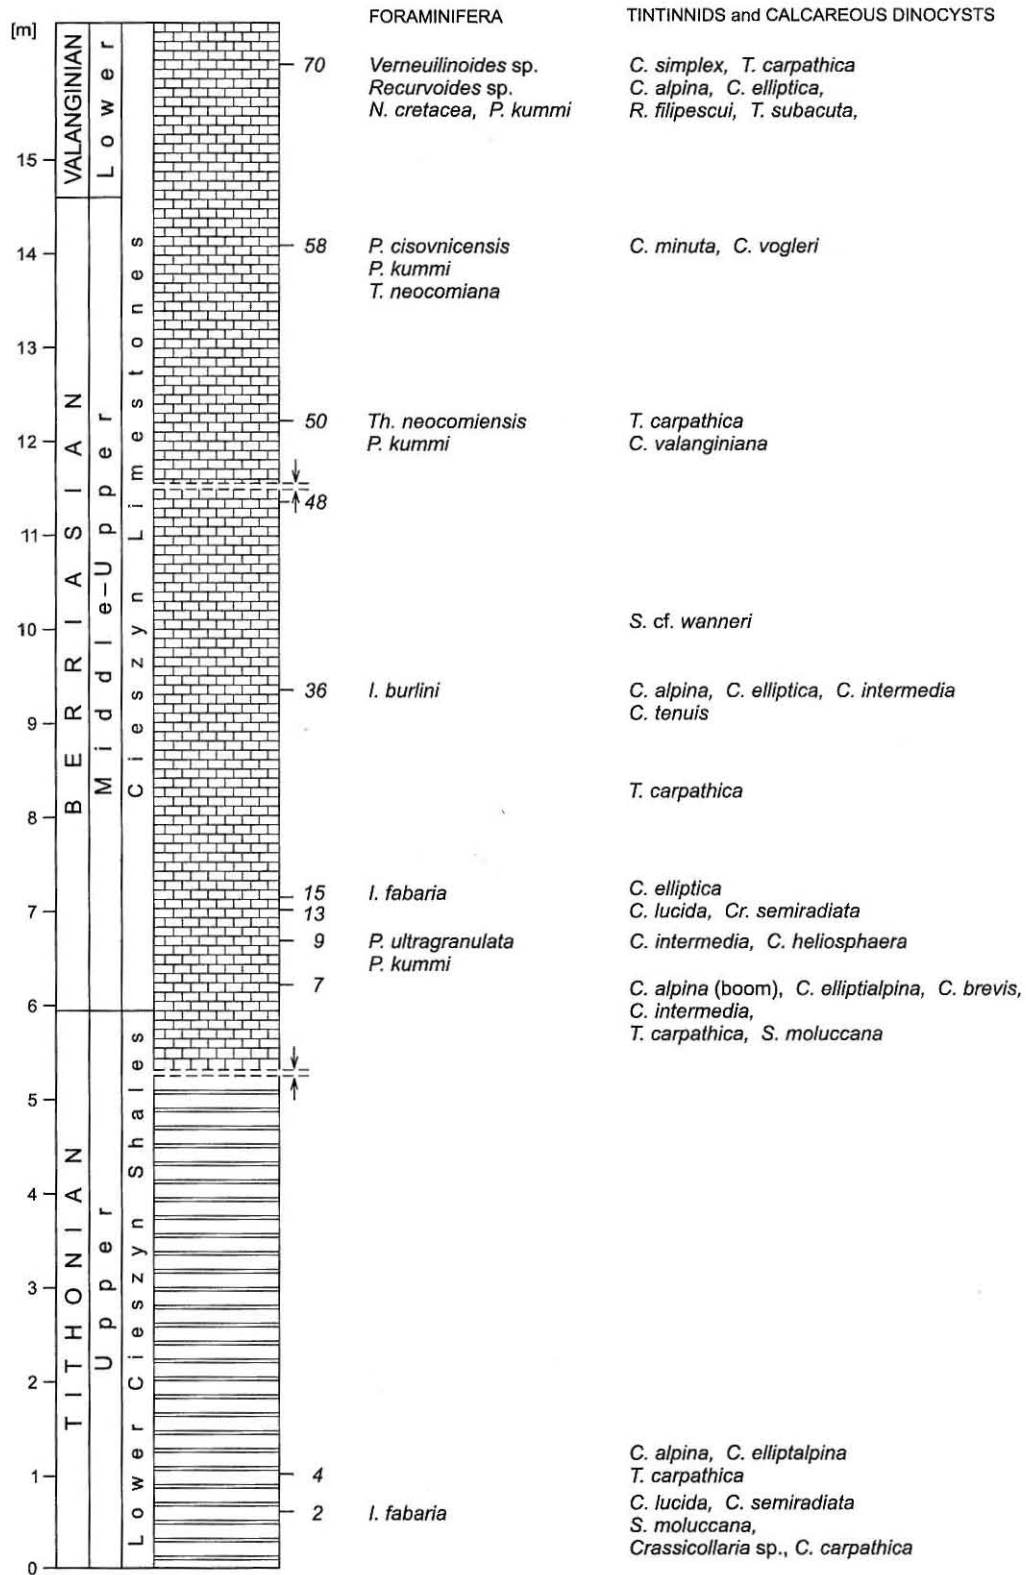 [m]
FORAMINIFERA
TINTINNIDS and CALCAREOUS DINOCYSTS
VALANGINIAN
Lower
BERRIASIAN
Middle–Upper
Cieszyn Limestones
TITHONIAN
Upper
Lower Cieszyn Shales
70 Verneuilinoides sp. C. simplex, T. carpathica
Recurvoides sp. C. alpina, C. elliptica,
N. cretacea, P. kummi R. filipescui, T. subacuta,
15
58 P. cisovnicensis C. minuta, C. vogleri
14
P. kummi
T. neocomiana
13
50 Th. neocomiensis T. carpathica
12
P. kummi C. valanginiana
48
11
S. cf. wanneri
10
36 I. burlini C. alpina, C. elliptica, C. intermedia
C. tenuis
9
T. carpathica
8
15 I. fabaria C. elliptica
7
13 C. lucida, Cr. semiradiata
9 P. ultragranulata C. intermedia, C. heliosphaera
P. kummi
7 C. alpina (boom), C. elliptialpina, C. brevis,
6
C. intermedia,
T. carpathica, S. moluccana
5
4
3
2
C. alpina, C. elliptalpina
1
4 T. carpathica
C. lucida, C. semiradiata
2 I. fabaria S. moluccana,
Crassicollaria sp., C. carpathica
0